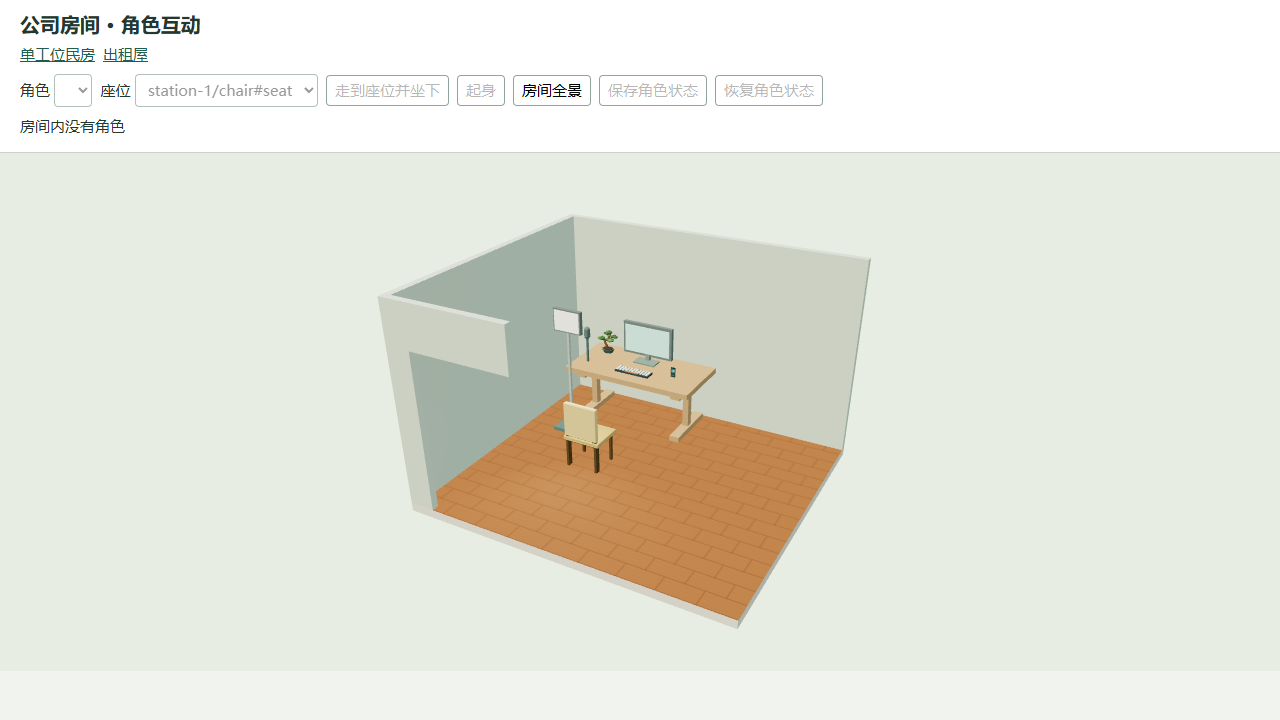 公司房间 · 角色互动
单工位民房 出租屋
角色 座位 station-1/chair#seat 走到座位并坐下 起身 房间全景 保存角色状态 恢复角色状态
房间内没有角色